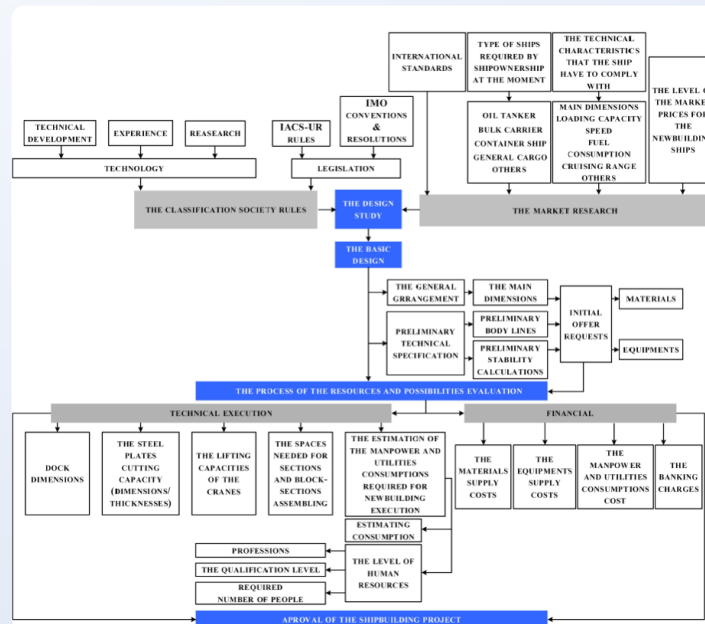 INTERNATIONAL
STANDARDS
TYPE OF SHIPS
REQUIRED BY
SHIPOWNERSHIP
AT THE MOMENT
THE TECHNICAL
CHARACTERISTICS
THAT THE SHIP
HAVE TO COMPLY
WITH
THE LEVEL
THE MARKET
PRICES FOR
THE
NEWBUILDING
SHIPS
OIL TANKER
BULK CARRIER
CONTAINER SHIP
GENERAL CARGO
OTHERS
MAIN DIMENSIONS
LOADING CAPACITY
SPEED
FUEL
CONSUMPTION
CRUISING RANGE
OTHERS
TECHNICAL
DEVELOPMENT
EXPERIENCE
REASEARCH
IACS-UR
RULES
IMO
CONVENTIONS
&
RESOLUTIONS
TECHNOLOGY
LEGISLATION
THE CLASSIFICATION SOCIETY RULES
THE DESIGN
STUDY
THE MARKET RESEARCH
THE BASIC
DESIGN
THE GENERAL
GRRANGEMENT
THE MAIN
DIMENSIONS
PRELIMINARY
TECHNICAL
SPECIFICATION
PRELIMINARY
BODY LINES
PRELIMINARY
STABILITY
CALCULATIONS
INITIAL
OFFER
REQUESTS
MATERIALS
EQUIPMENTS
THE PROCESS OF THE RESOURCES AND POSSIBILITIES EVALUATION
TECHNICAL EXECUTION
FINANCIAL
DOCK
DIMENSIONS
THE STEEL
PLATES
CUTTING
CAPACITY
(DIMENSIONS/
THICKNESSES)
THE LIFTING
CAPACITIES
OF THE
CRANES
THE SPACES
NEEDED FOR
SECTIONS
AND BLOCK-
SECTIONS
ASSEMBLING
THE ESTIMATION OF
THE MANPOWER AND
UTILITIES
CONSUMPTIONS
REQUIRED FOR
NEWBUILDING
EXECUTION
THE
MATERIALS
SUPPLY
COSTS
THE
EQUIPMENTS
SUPPLY
COSTS
THE
MANPOWER
AND UTILITIES
CONSUMPTIONS
COST
THE
BANKING
CHARGES
ESTIMATING
CONSUMPTION
PROFESSIONS
THE QUALIFICATION LEVEL
REQUIRED
NUMBER OF PEOPLE
THE LEVEL OF
HUMAN
RESOURCES
APROVAL OF THE SHIPBUILDING PROJECT